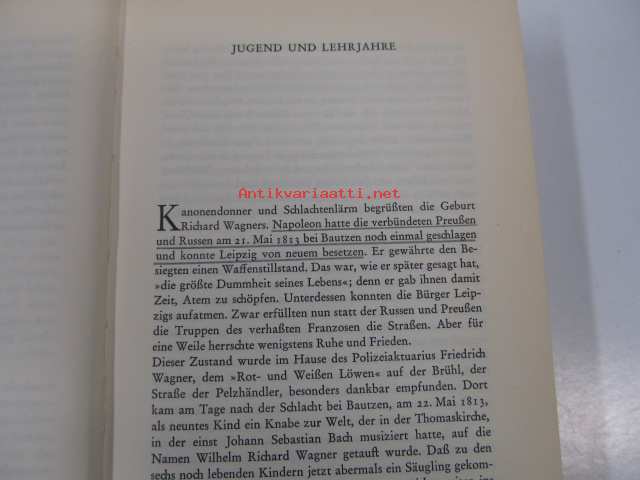 JUGEND UND LEHRJAHRE
Antikvariaatti.net
Kanonendonner und Schlachtenlärm begrüßten die Geburt
Richard Wagners. Napoleon hatte die verbündeten Preußen
und Russen am 21. Mai 1813 bei Bautzen noch einmal geschlagen
und konnte Leipzig von neuem besetzen. Er gewährte den Be-
siegten einen Waffenstillstand. Das war, wie er später gesagt hat,
»die größte Dummheit seines Lebens«; denn er gab ihnen damit
Zeit, Atem zu schöpfen. Unterdessen konnten die Bürger Leip-
zigs aufatmen. Zwar erfüllten nun statt der Russen und Preußen
die Truppen des verhaßten Franzosen die Straßen. Aber für
eine Weile herrschte wenigstens Ruhe und Frieden.
Dieser Zustand wurde im Hause des Polizeiaktuarius Friedrich
Wagner, dem »Rot- und Weißen Löwen« auf der Brühl, der
Straße der Pelzhändler, besonders dankbar empfunden. Dort
kam am Tage nach der Schlacht bei Bautzen, am 22. Mai 1813,
als neuntes Kind ein Knabe zur Welt, der in der Thomaskirche,
in der einst Johann Sebastian Bach musiziert hatte, auf die
Namen Wilhelm Richard Wagner getauft wurde. Daß zu den
sechs noch lebenden Kindern jetzt abermals ein Säugling gekom-